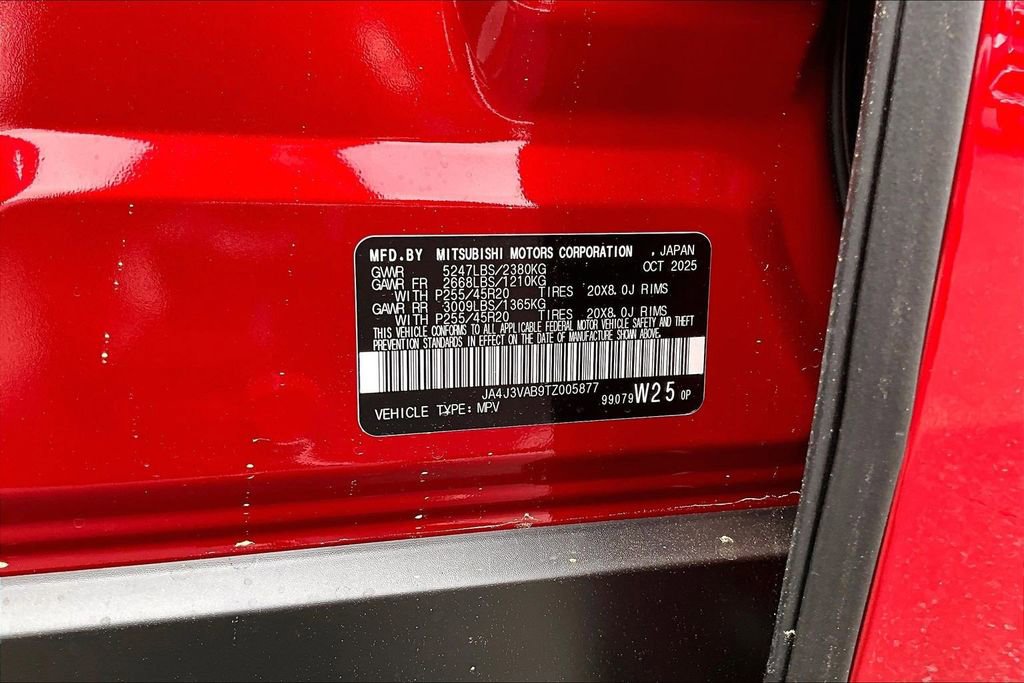 MFD.BY MITSUBISHI MOTORS CORPORATION , JAPAN
GWWR 5247LBS/2380KG OCT 2025
GAWR FR 2668LBS/1210KG
WITH P255/45R20 TIRES 20X8.0J RIMS
GAWR RR 3009LBS/1365KG
WITH P255/45R20 TIRES 20X8.0J RIMS
THIS VEHICLE CONFORMS TO ALL APPLICABLE FEDERAL MOTOR VEHICLE SAFETY AND THEFT
PREVENTION STANDARDS IN EFFECT ON THE DATE OF MANUFACTURE SHOWN ABOVE.
JA4J3VAB9TZ005877
VEHICLE TYPE: MPV 99079 W25 0P